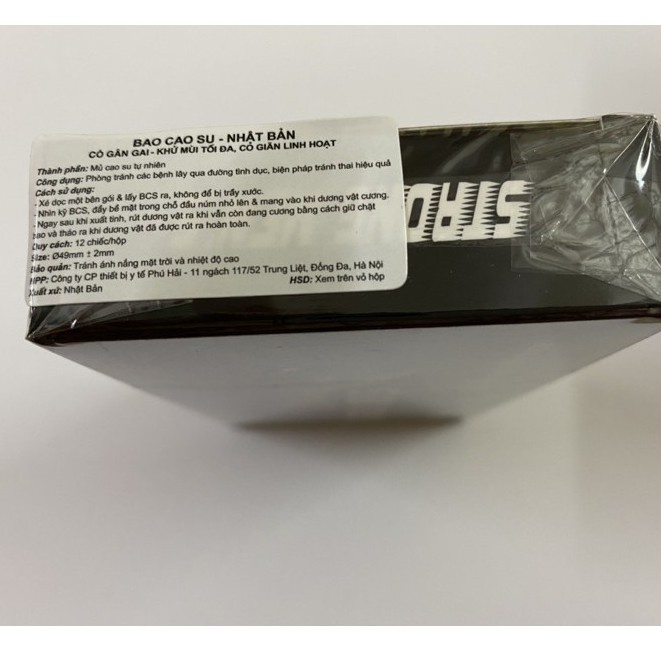 BAO CAO SU - NHẬT BẢN
CÓ GÂN GAI - KHỬ MÙI TỐI ĐA, CÓ GIÃN LINH HOẠT
Thành phần: Mủ cao su tự nhiên
Công dụng: Phòng tránh các bệnh lây qua đường tình dục, biện pháp tránh thai hiệu quả
Cách sử dụng:
- Xé dọc một bên gói & lấy BCS ra, không để bị trầy xước.
- Nhìn kỹ BCS, đẩy bề mặt trong chỗ đầu núm nhỏ lên & mang vào khi dương vật cương.
- Ngay sau khi xuất tinh, rút dương vật ra khi vẫn còn đang cương bằng cách giữ chặt
bao và tháo ra khi dương vật đã được rút ra hoàn toàn.
Quy cách: 12 chiếc/hộp
Size: Ø49mm ± 2mm
Bảo quản: Tránh ánh nắng mặt trời và nhiệt độ cao
NPP: Công ty CP thiết bị y tế Phú Hải - 11 ngách 117/52 Trung Liệt, Đống Đa, Hà Nội
Xuất xứ: Nhật Bản HSD: Xem trên vỏ hộp